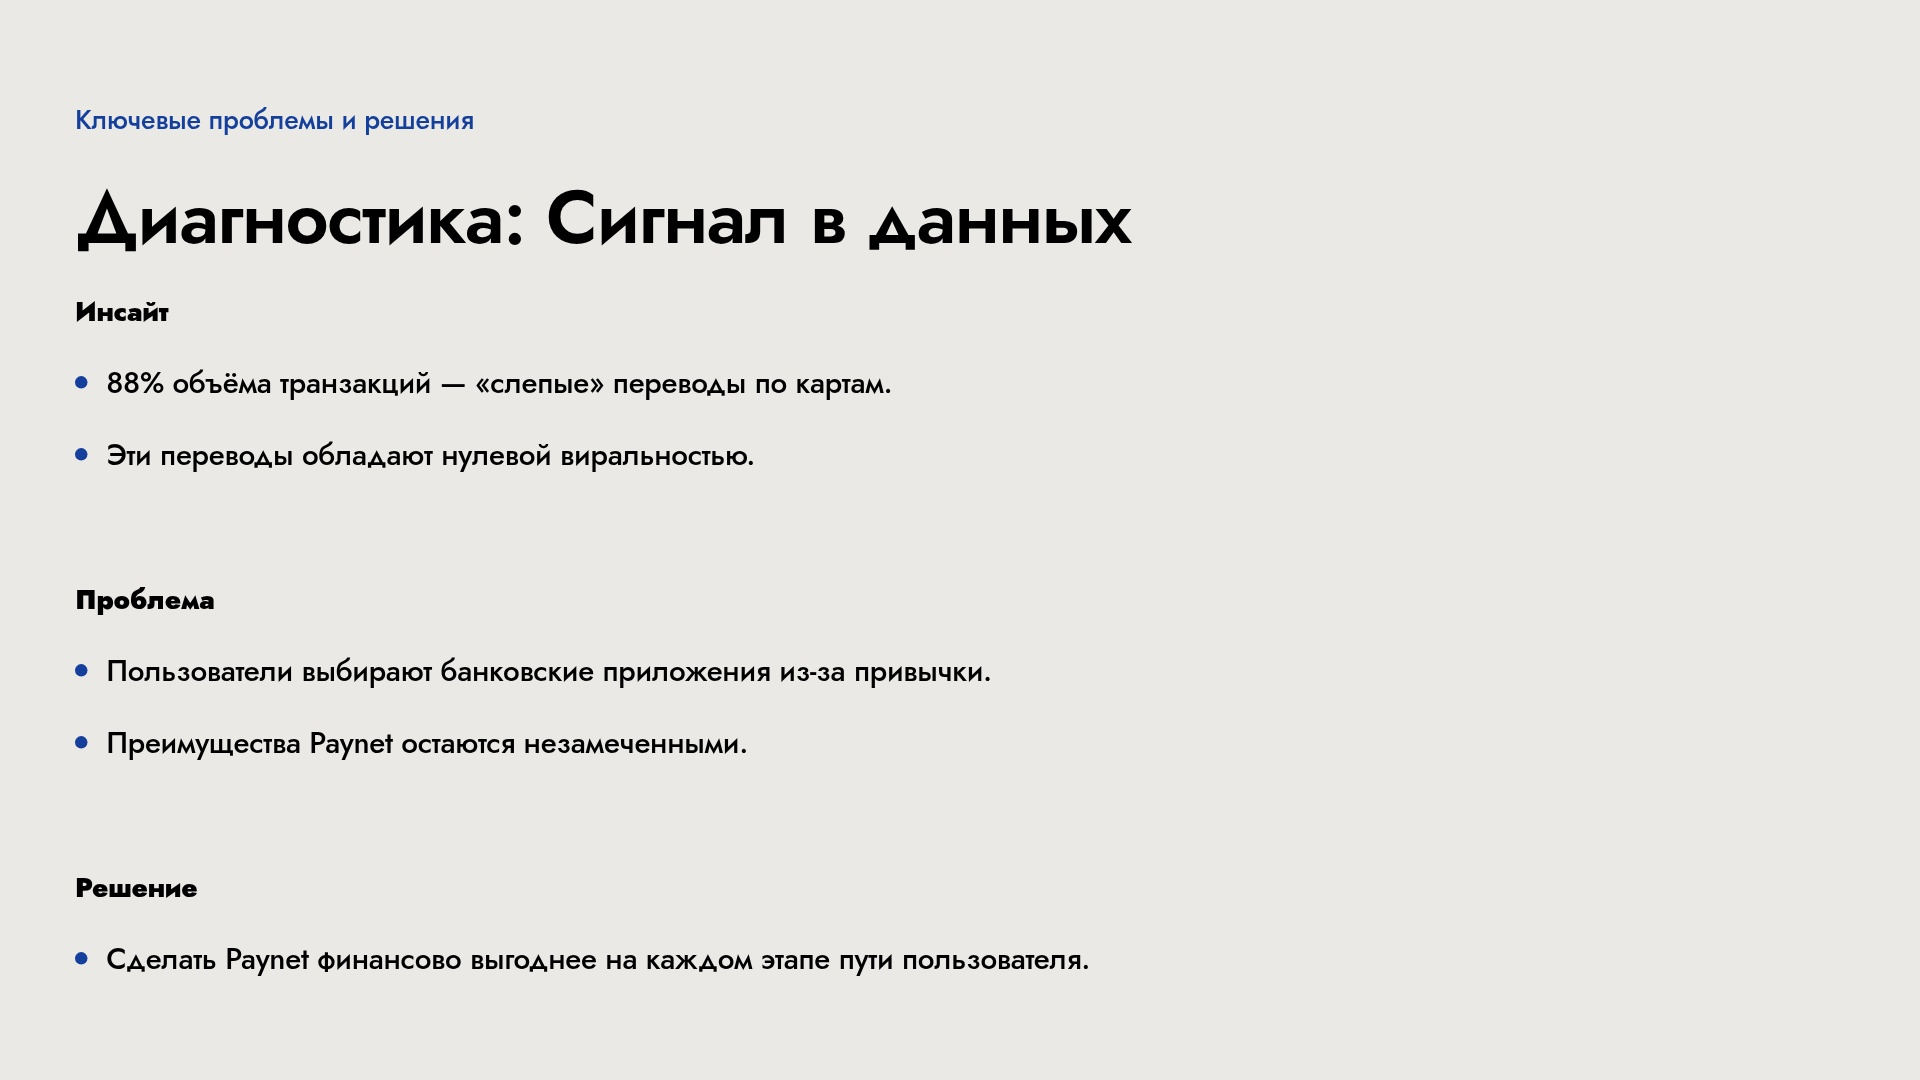 Ключевые проблемы и решения
Диагностика: Сигнал в данных
Инсайт
• 88% объёма транзакций — «слепые» переводы по картам.
• Эти переводы обладают нулевой виральностью.
Проблема
• Пользователи выбирают банковские приложения из-за привычки.
• Преимущества Paynet остаются незамеченными.
Решение
• Сделать Paynet финансово выгоднее на каждом этапе пути пользователя.